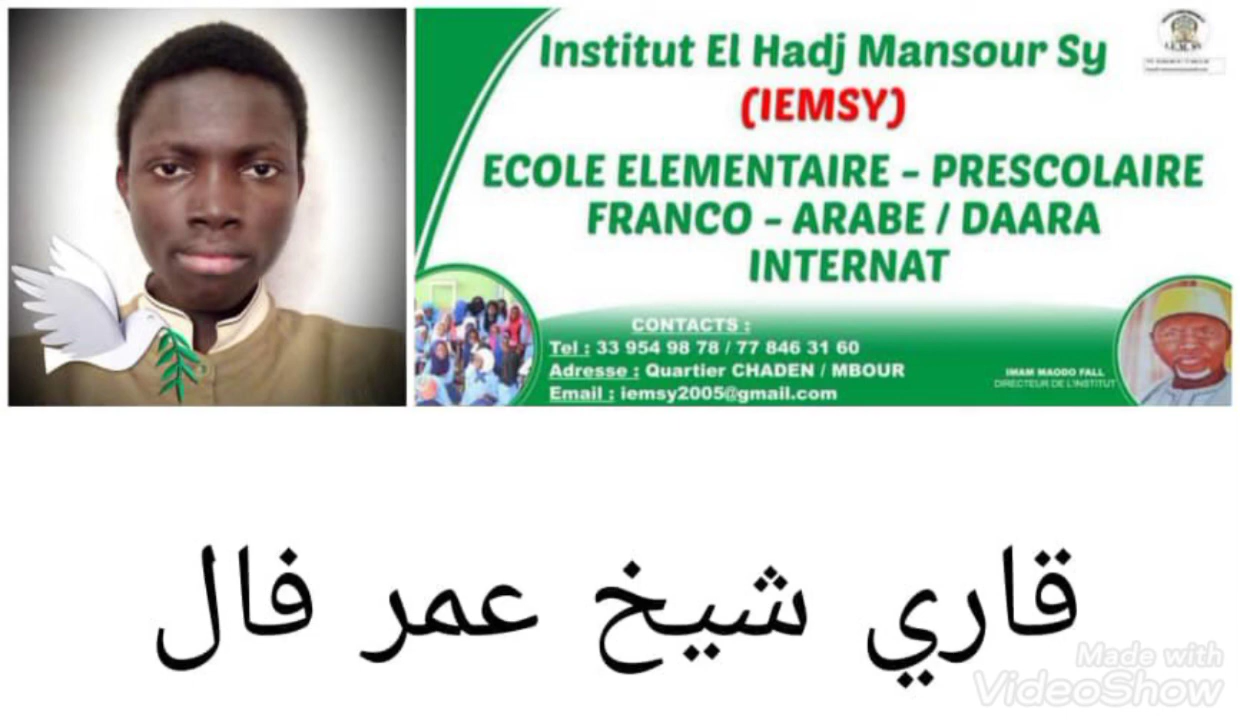 Institut El Hadj Mansour Sy
(IEMSY)
ECOLE ELEMENTAIRE - PRESCOLAIRE
FRANCO - ARABE / DAARA
INTERNAT
CONTACTS :
Tel : 33 954 98 78 / 77 846 31 60
Adresse : Quartier CHADEN / MBOUR
Email : iemsy2005@gmail.com
IMAM MAODO FALL
DIRECTEUR DE L'INSTITUT
قاري شيخ عمر فال
Made with
VideoShow